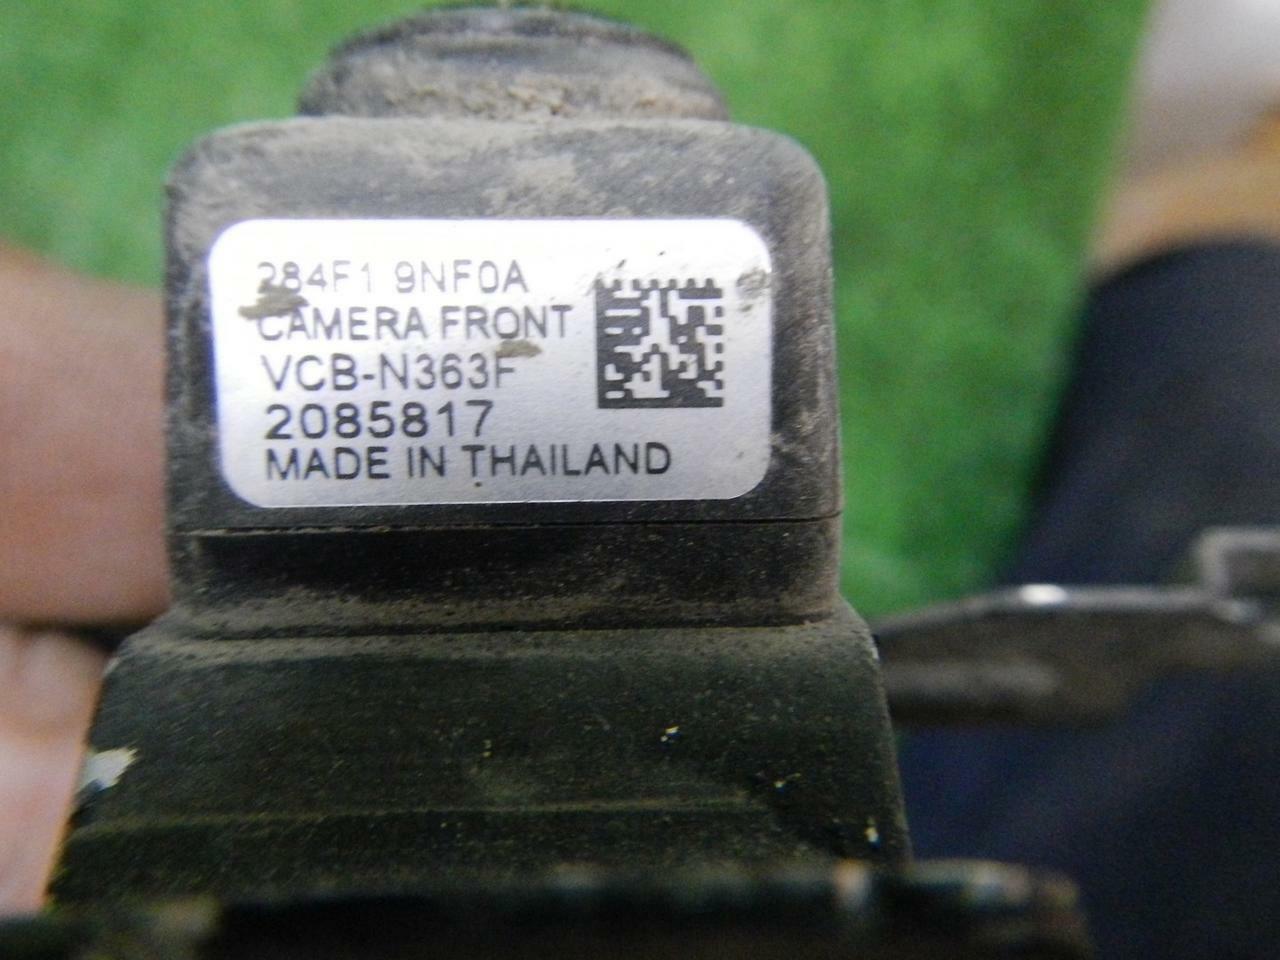 284F1 9NF0A
CAMERA FRONT
VCB-N363F
2085817
MADE IN THAILAND